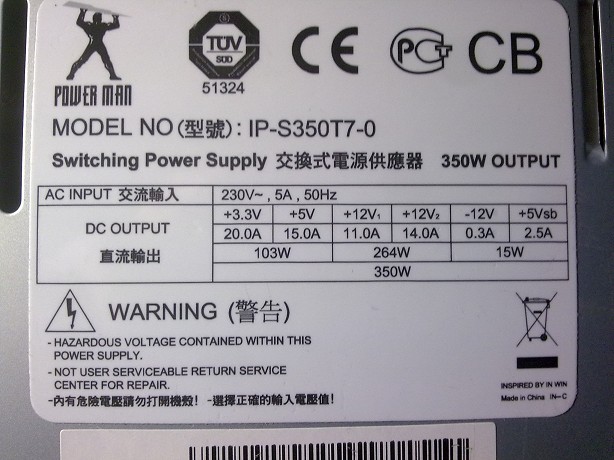 TÜV
SÜD
51324
CE
PCT
CB
POWER MAN
MODEL NO(型號): IP-S350T7-0
Switching Power Supply 交換式電源供應器 350W OUTPUT
AC INPUT 交流輸入 230V~, 5A, 50Hz
DC OUTPUT +3.3V +5V +12V₁ +12V₂ -12V +5Vsb
20.0A 15.0A 11.0A 14.0A 0.3A 2.5A
直流輸出 103W 264W 15W
350W
WARNING (警告)
- HAZARDOUS VOLTAGE CONTAINED WITHIN THIS
POWER SUPPLY.
- NOT USER SERVICEABLE RETURN SERVICE
CENTER FOR REPAIR.
-內有危險電壓請勿打開機殼! -選擇正確的輸入電壓值!
INSPIRED BY IN WIN
Made in China IN-C